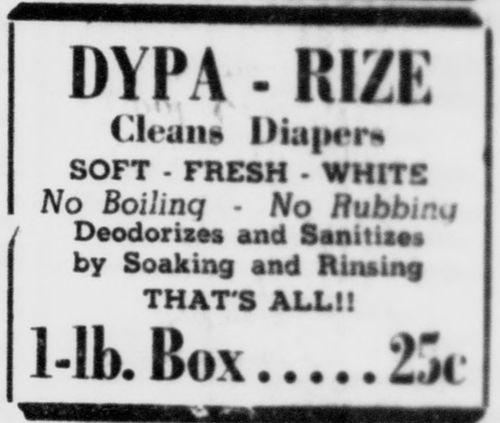 DYPA - RIZE
Cleans Diapers
SOFT - FRESH - WHITE
No Boiling - No Rubbing
Deodorizes and Sanitizes
by Soaking and Rinsing
THAT'S ALL!!
1-lb. Box ..... 25c